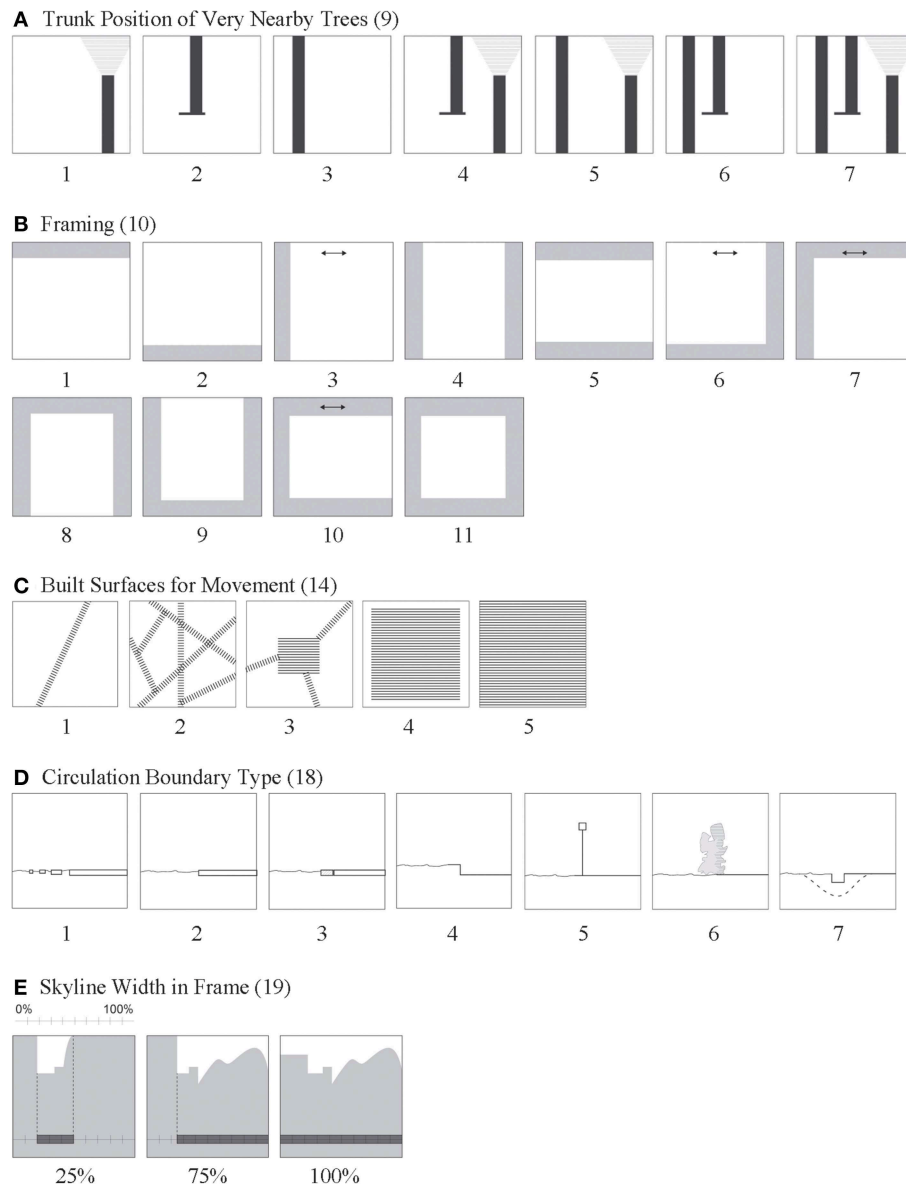 A Trunk Position of Very Nearby Trees (9)
1 2 3 4 5 6 7
B Framing (10)
1 2 3 4 5 6 7
8 9 10 11
C Built Surfaces for Movement (14)
1 2 3 4 5
D Circulation Boundary Type (18)
1 2 3 4 5 6 7
E Skyline Width in Frame (19)
0% 100%
25% 75% 100%